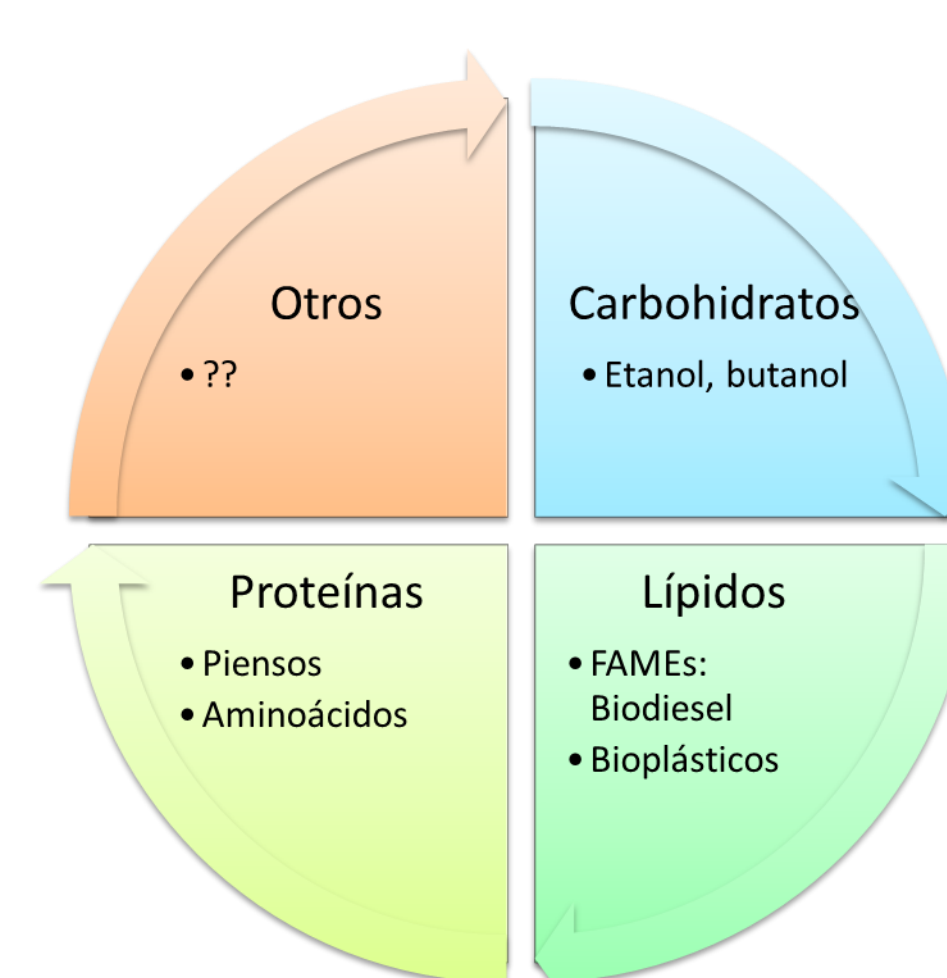 Otros
• ??
Carbohidratos
• Etanol, butanol
Proteínas
• Piensos
• Aminoácidos
Lípidos
• FAMEs:
Biodiesel
• Bioplásticos